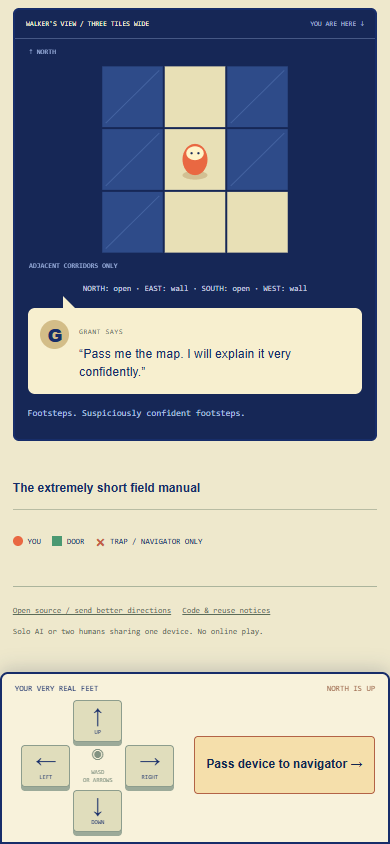 WALKER'S VIEW / THREE TILES WIDE
YOU ARE HERE ↓
↑ NORTH
ADJACENT CORRIDORS ONLY
NORTH: open · EAST: wall · SOUTH: open · WEST: wall
G
GRANT SAYS
“Pass me the map. I will explain it very
confidently.”
Footsteps. Suspiciously confident footsteps.
The extremely short field manual
YOU DOOR × TRAP / NAVIGATOR ONLY
Open source / send better directions Code & reuse notices
Solo AI or two humans sharing one device. No online play.
YOUR VERY REAL FEET
NORTH IS UP
↑
UP
←
LEFT
WASD
OR ARROWS
→
RIGHT
↓
DOWN
Pass device to navigator →